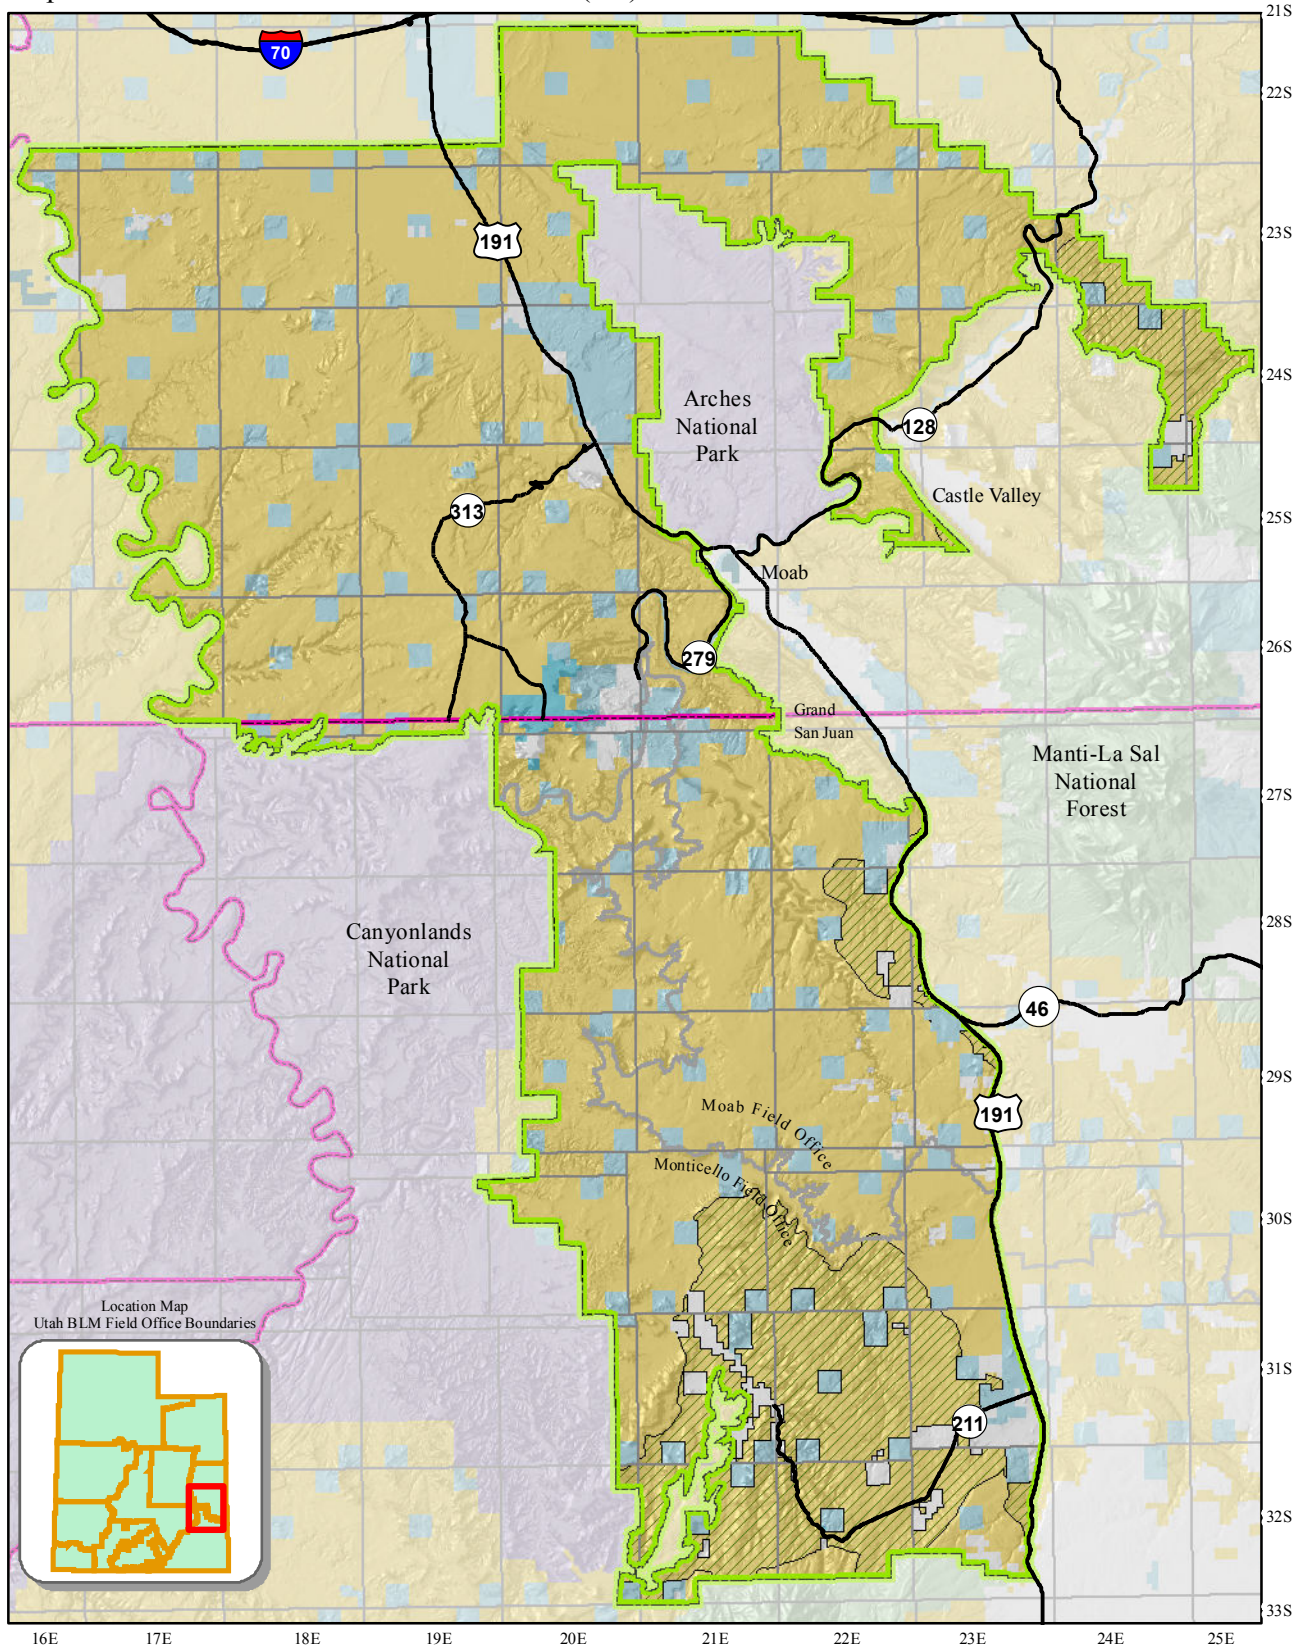 21S
70
22S
191
23S
Arches
National
Park
24S
128
Castle Valley
313
25S
Moab
279
26S
Grand
San Juan
Manti-La Sal
National
Forest
27S
Canyonlands
National
Park
28S
46
29S
Moab Field Office
191
Monticello Field Office
30S
Location Map
Utah BLM Field Office Boundaries
31S
211
32S
33S
16E 17E 18E 19E 20E 21E 22E 23E 24E 25E